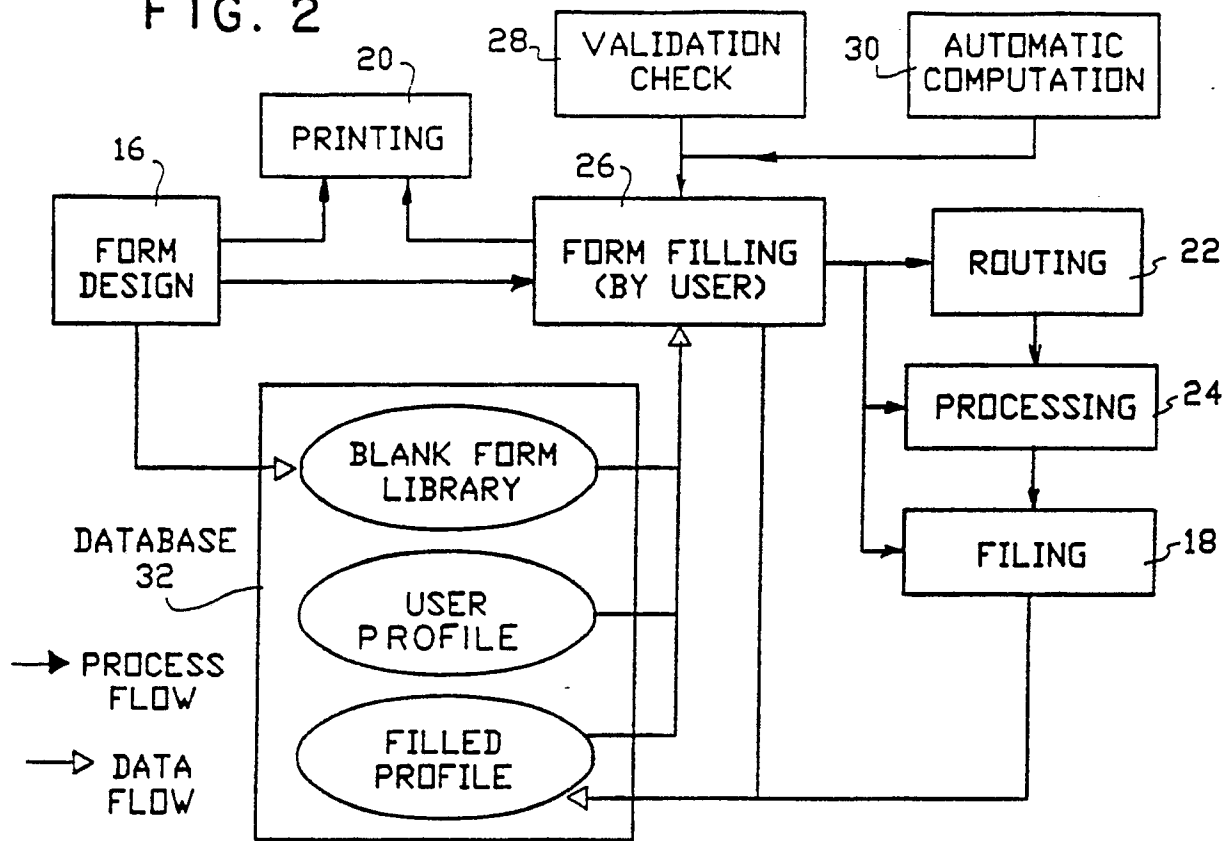 FIG. 2
28
VALIDATION
CHECK
30
AUTOMATIC
COMPUTATION
20
PRINTING
16
FORM
DESIGN
26
FORM FILLING
(BY USER)
ROUTING
22
PROCESSING
24
FILING
18
DATABASE
32
BLANK FORM
LIBRARY
USER
PROFILE
FILLED
PROFILE
PROCESS
FLOW
DATA
FLOW